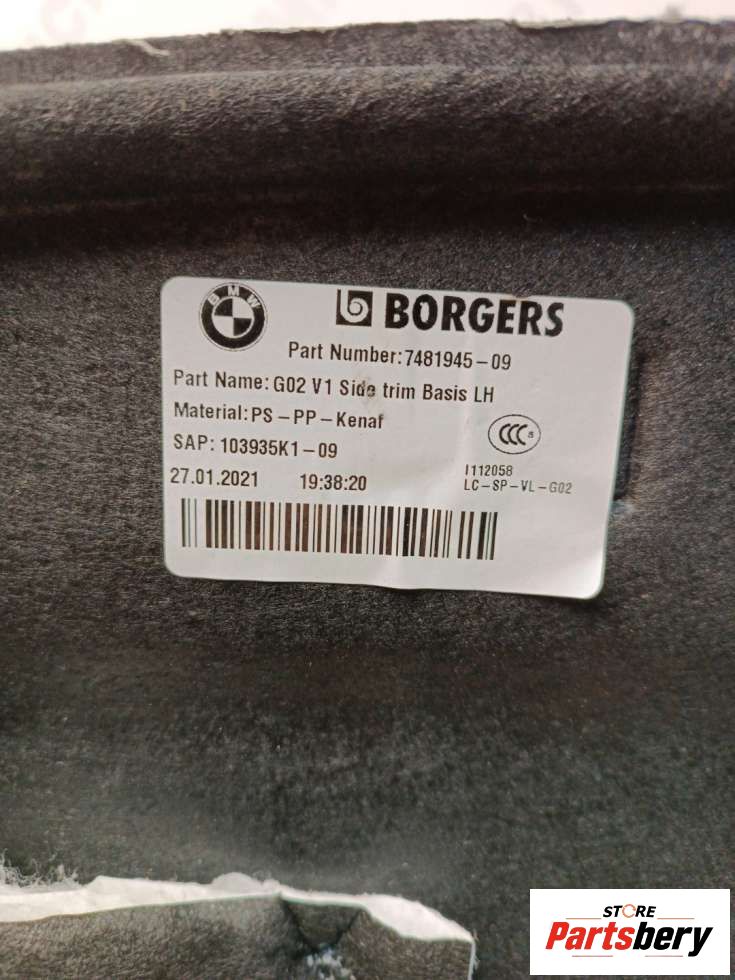 BMW
BORGERS
Part Number:7481945-09
Part Name:G02 V1 Side trim Basis LH
Material:PS-PP-Kenaf
CCC S
SAP:103935K1-09
I112058
27.01.2021 19:38:20
LC-SP-VL-G02
STORE
Partsbery